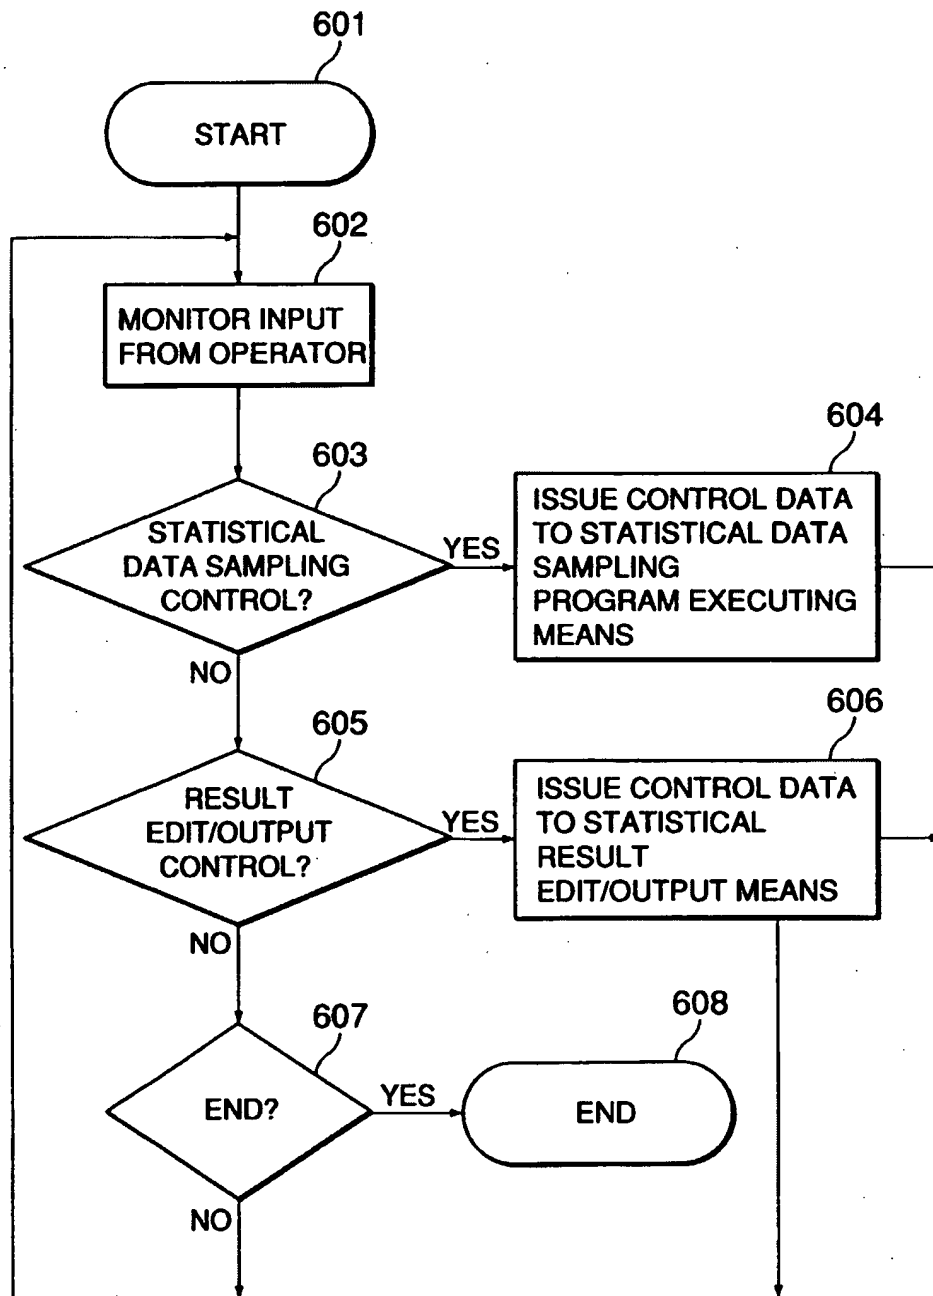 601
START
602
MONITOR INPUT
FROM OPERATOR
603
STATISTICAL
DATA SAMPLING
CONTROL?
YES
NO
604
ISSUE CONTROL DATA
TO STATISTICAL DATA
SAMPLING
PROGRAM EXECUTING
MEANS
605
RESULT
EDIT/OUTPUT
CONTROL?
YES
NO
606
ISSUE CONTROL DATA
TO STATISTICAL
RESULT
EDIT/OUTPUT MEANS
607
END?
YES
NO
608
END